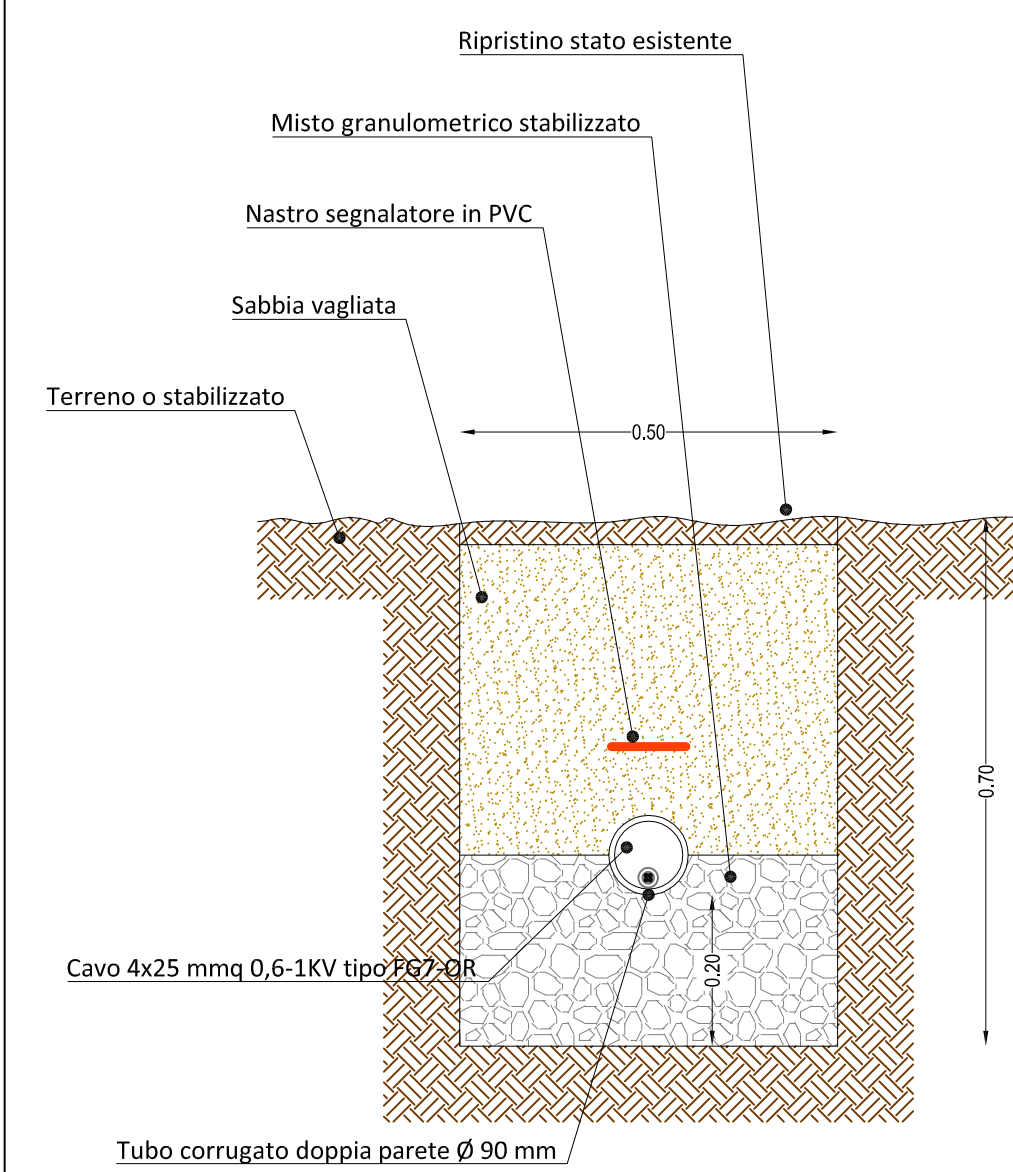 Ripristino stato esistente
Misto granulometrico stabilizzato
Nastro segnalatore in PVC
Sabbia vagliata
Terreno o stabilizzato
0.50
0.70
Cavo 4x25 mmq 0,6-1KV tipo FG7-OR
0.20
Tubo corrugato doppia parete Ø 90 mm